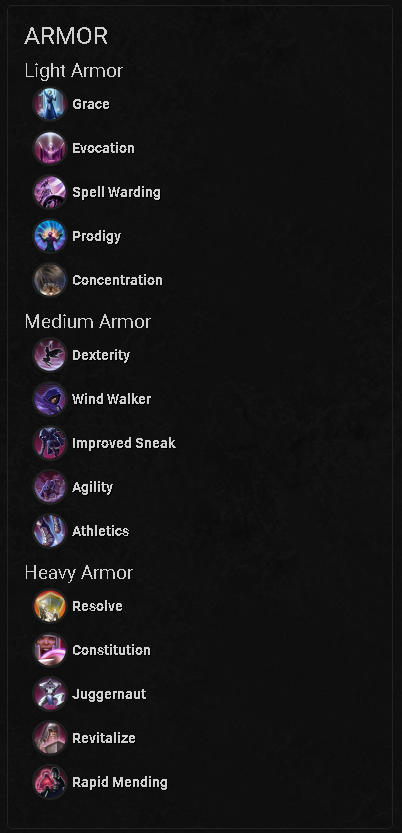 ARMOR
Light Armor
Grace
Evocation
Spell Warding
Prodigy
Concentration
Medium Armor
Dexterity
Wind Walker
Improved Sneak
Agility
Athletics
Heavy Armor
Resolve
Constitution
Juggernaut
Revitalize
Rapid Mending